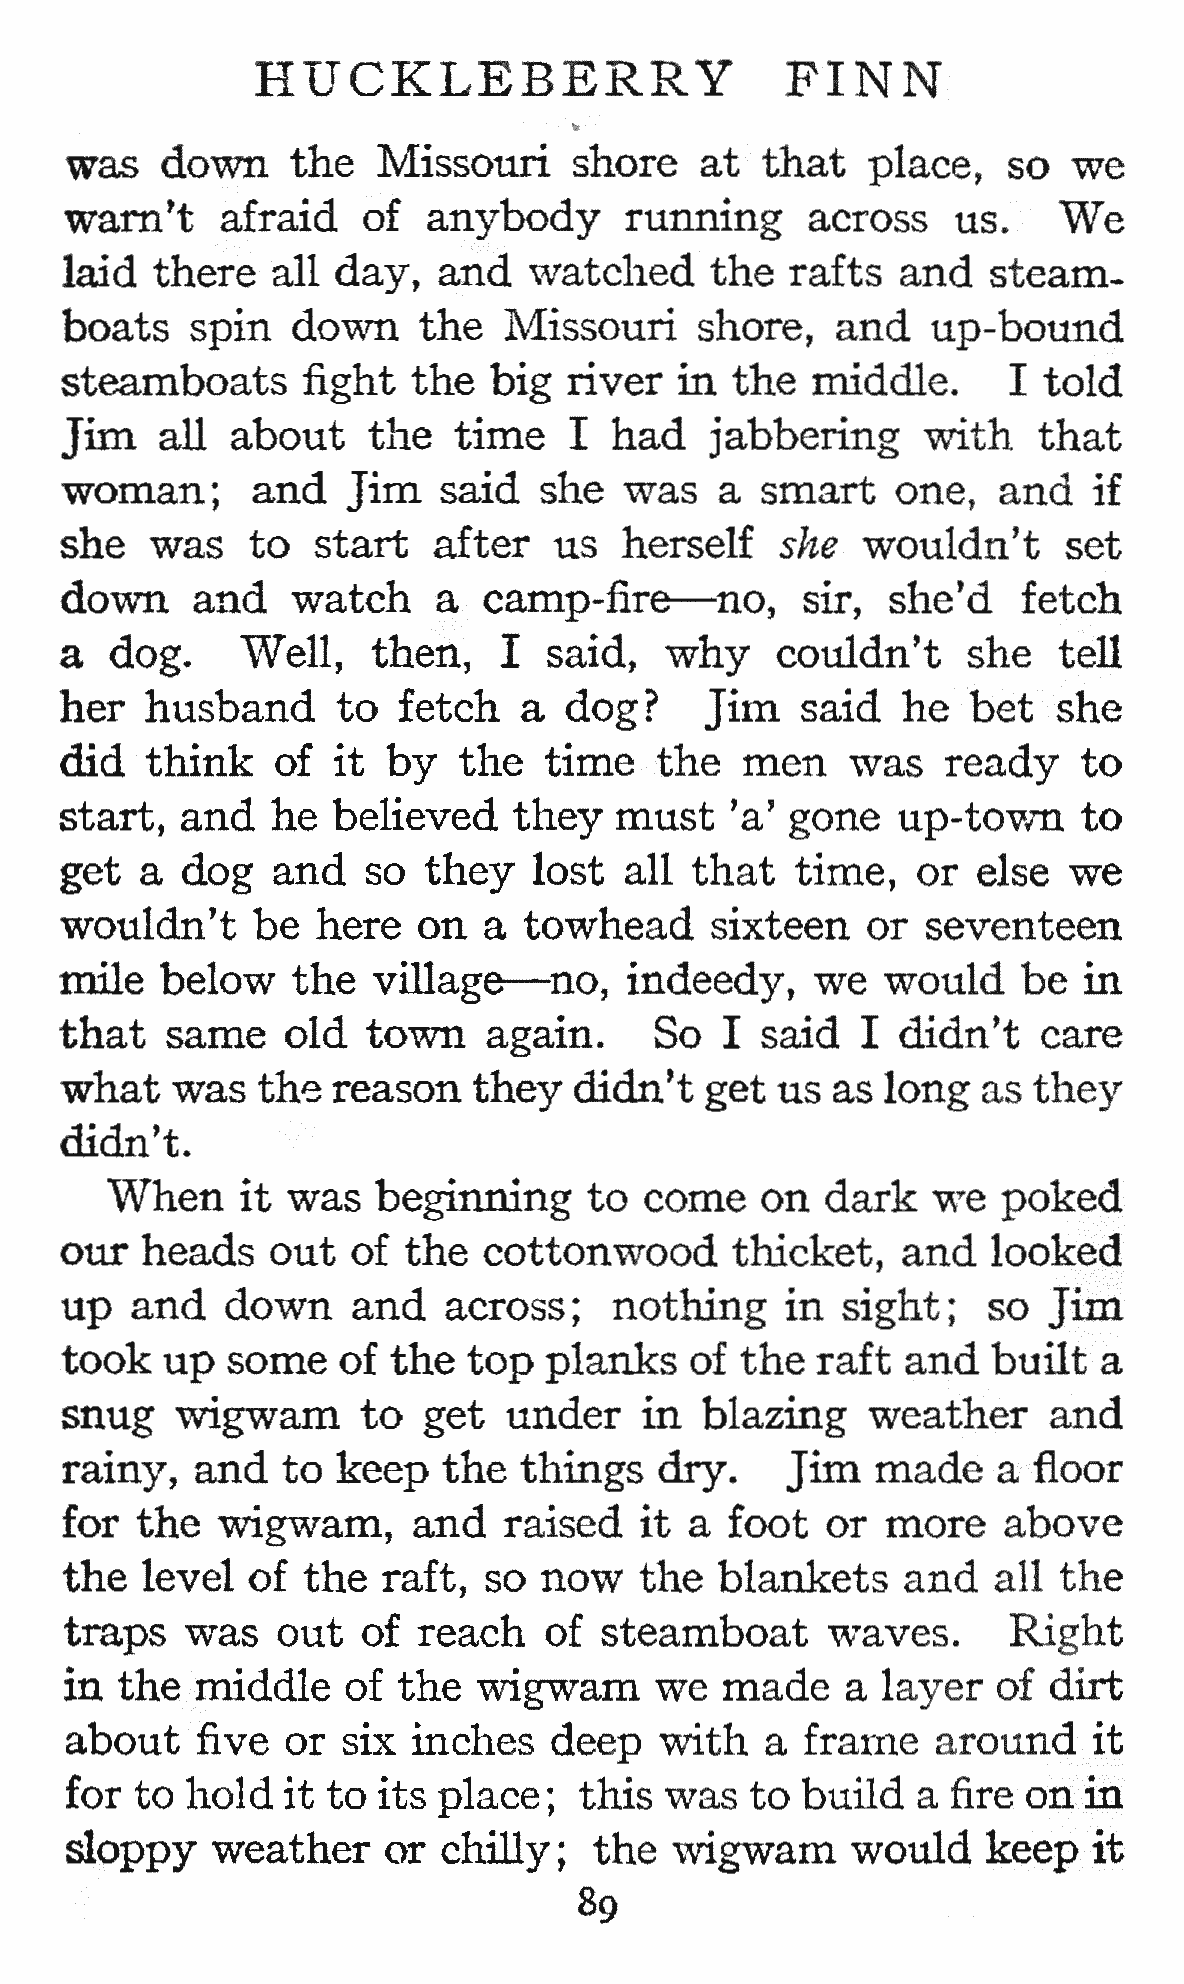 HUCKLEBERRY FINN
was down the Missouri shore at that place, so we
warn't afraid of anybody running across us. We
laid there all day, and watched the rafts and steam-
boats spin down the Missouri shore, and up-bound
steamboats fight the big river in the middle. I told
Jim all about the time I had jabbering with that
woman; and Jim said she was a smart one, and if
she was to start after us herself she wouldn't set
down and watch a camp-fire—no, sir, she'd fetch
a dog. Well, then, I said, why couldn't she tell
her husband to fetch a dog? Jim said he bet she
did think of it by the time the men was ready to
start, and he believed they must 'a' gone up-town to
get a dog and so they lost all that time, or else we
wouldn't be here on a towhead sixteen or seventeen
mile below the village—no, indeedy, we would be in
that same old town again. So I said I didn't care
what was the reason they didn't get us as long as they
didn't.
When it was beginning to come on dark we poked
our heads out of the cottonwood thicket, and looked
up and down and across; nothing in sight; so Jim
took up some of the top planks of the raft and built a
snug wigwam to get under in blazing weather and
rainy, and to keep the things dry. Jim made a floor
for the wigwam, and raised it a foot or more above
the level of the raft, so now the blankets and all the
traps was out of reach of steamboat waves. Right
in the middle of the wigwam we made a layer of dirt
about five or six inches deep with a frame around it
for to hold it to its place; this was to build a fire on in
sloppy weather or chilly; the wigwam would keep it
89